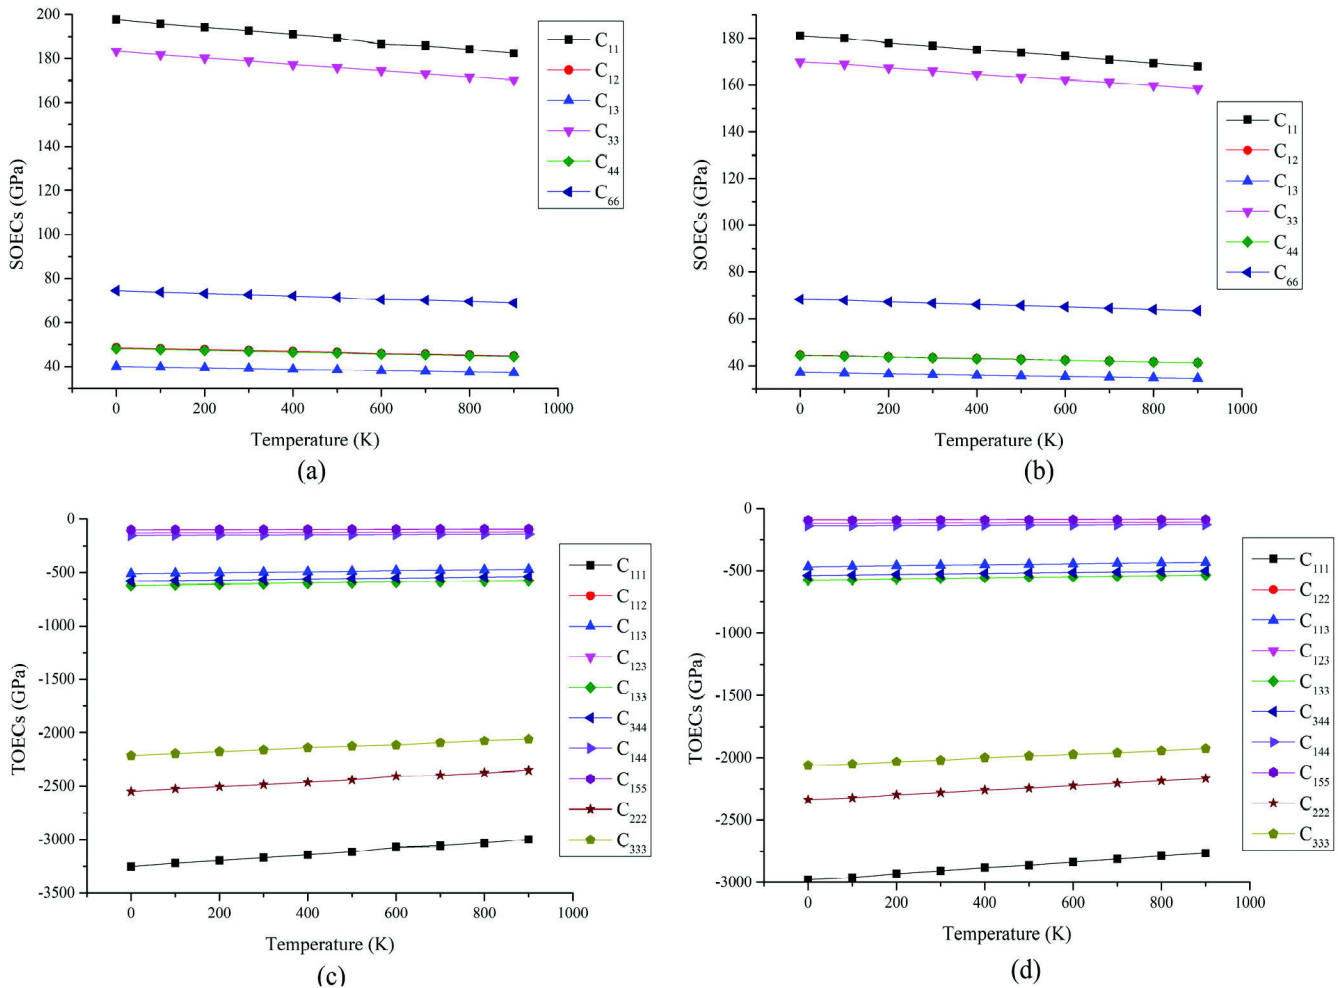 200
180
160
140
120
100
80
60
40
SOECs (GPa)
0 200 400 600 800 1000
Temperature (K)
C11
C12
C13
C33
C44
C66
(a)
180
160
140
120
100
80
60
40
SOECs (GPa)
0 200 400 600 800 1000
Temperature (K)
C11
C12
C13
C33
C44
C66
(b)
0
-500
-1000
-1500
-2000
-2500
-3000
-3500
TOECs (GPa)
0 200 400 600 800 1000
Temperature (K)
C111
C112
C113
C123
C133
C344
C144
C155
C222
C333
(c)
0
-500
-1000
-1500
-2000
-2500
-3000
TOECs (GPa)
0 200 400 600 800 1000
Temperature (K)
C111
C122
C113
C123
C133
C344
C144
C155
C222
C333
(d)